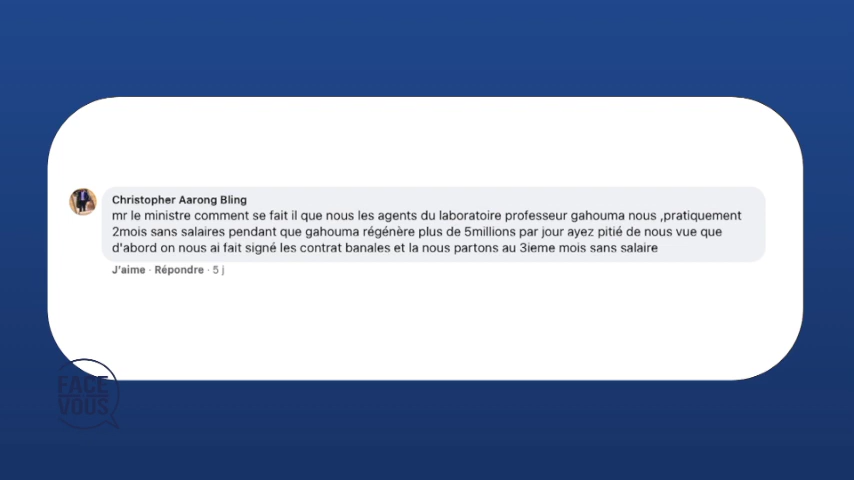 Christopher Aarong Bling
mr le ministre comment se fait il que nous les agents du laboratoire professeur gahouma nous ,pratiquement
2mois sans salaires pendant que gahouma régénère plus de 5millions par jour ayez pitié de nous vue que
d'abord on nous ai fait signé les contrat banales et la nous partons au 3ieme mois sans salaire
J'aime · Répondre · 5 j
FACE
VOUS